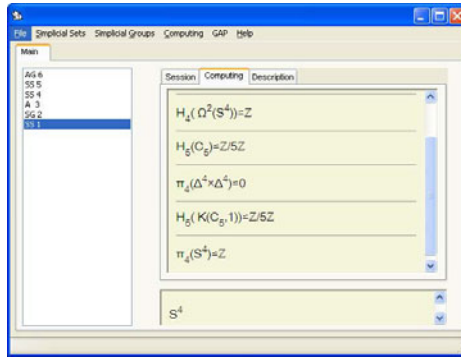 File Simplicial Sets Simplicial Groups Computing GAP Help
Main
AG 6
SS 5
SS 4
A 3
SG 2
SS 1
Session Computing Description
H₄( Ω²(S⁴))=Z
H₅(C₅)=Z/5Z
π₄(Δ⁴×Δ⁴)=0
H₅( K(C₅,1))=Z/5Z
π₄(S⁴)=Z
S⁴